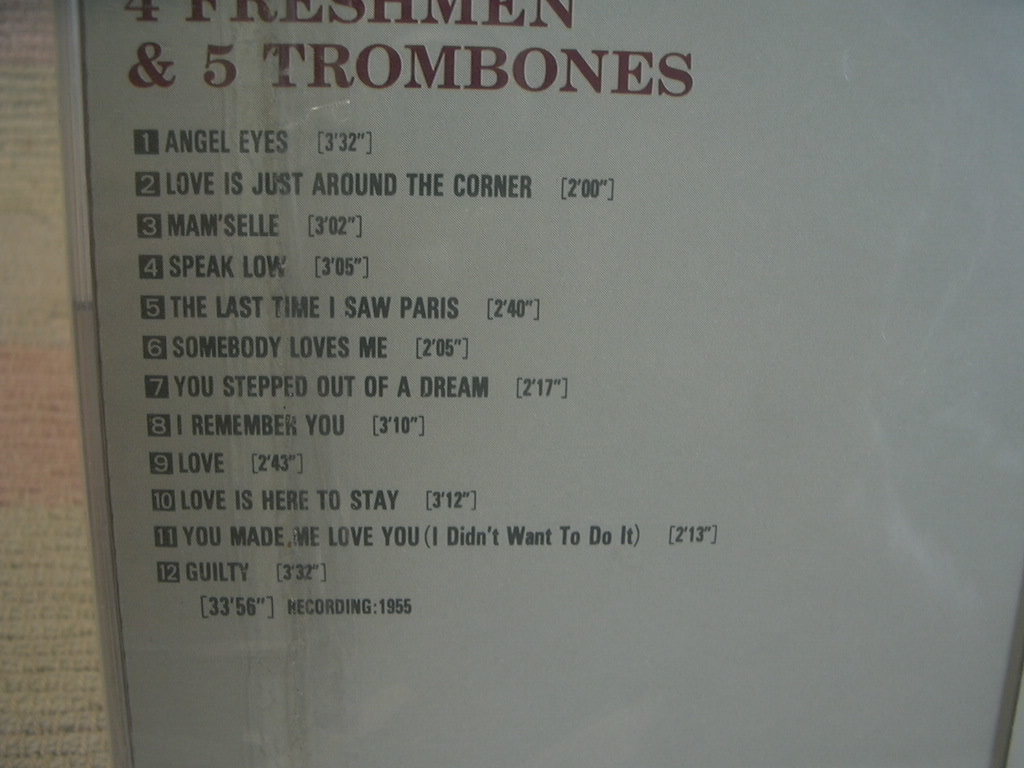 4 FRESHMEN
& 5 TROMBONES
1 ANGEL EYES [3'32"]
2 LOVE IS JUST AROUND THE CORNER [2'00"]
3 MAM'SELLE [3'02"]
4 SPEAK LOW [3'05"]
5 THE LAST TIME I SAW PARIS [2'40"]
6 SOMEBODY LOVES ME [2'05"]
7 YOU STEPPED OUT OF A DREAM [2'17"]
8 I REMEMBER YOU [3'10"]
9 LOVE [2'43"]
10 LOVE IS HERE TO STAY [3'12"]
11 YOU MADE ME LOVE YOU (I Didn't Want To Do It) [2'13"]
12 GUILTY [3'32"]
[33'56"] RECORDING:1955